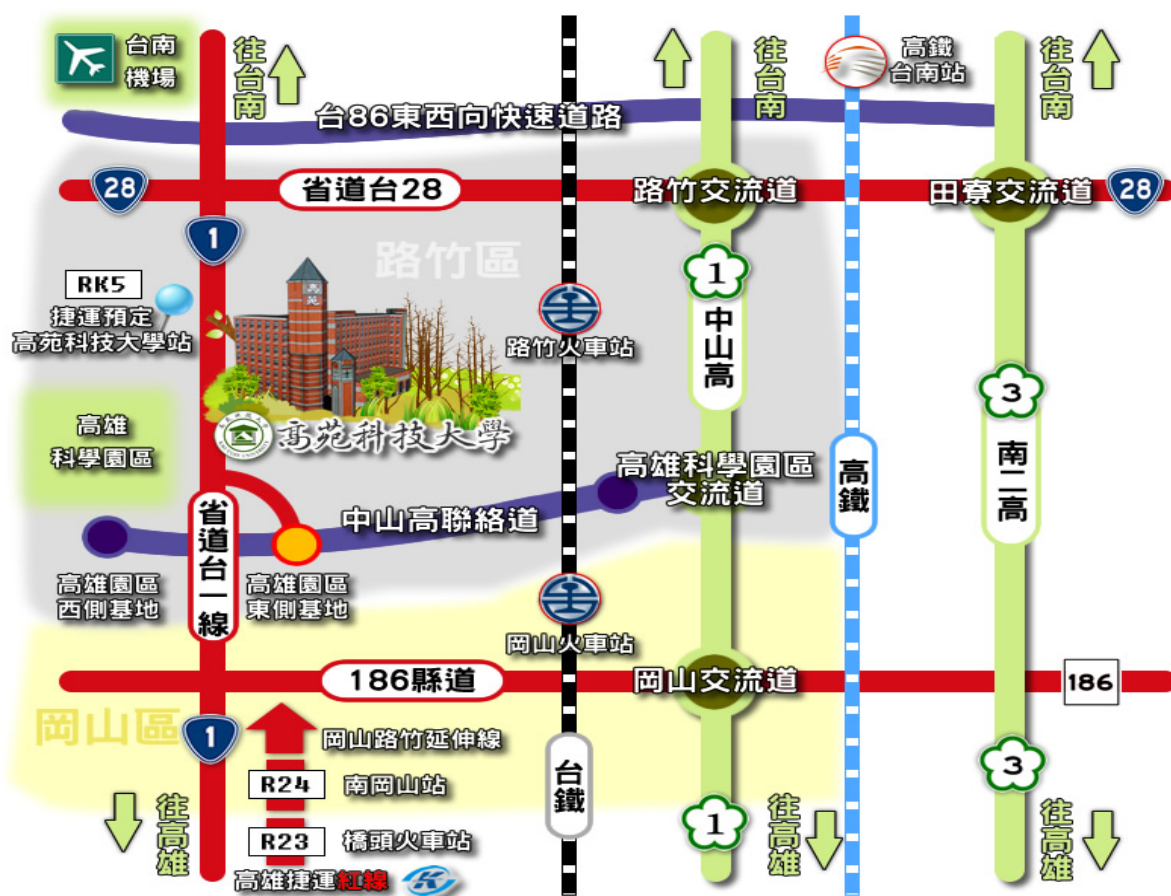 台南
機場
往台南
往台南
高鐵
台南站
往台南
台86東西向快速道路
28
省道台28
路竹交流道
田寮交流道
28
1
路竹區
1
RK5
捷運預定
高苑科技大學站
高苑
路竹火車站
中山高
3
高雄
科學園區
高苑科技大學
高雄科學園區
交流道
高鐵
南二高
省道台一線
中山高聯絡道
高雄園區
西側基地
高雄園區
東側基地
岡山火車站
186縣道
岡山交流道
186
岡山區
1
岡山路竹延伸線
台鐵
3
R24
南岡山站
1
往高雄
往高雄
往高雄
R23
橋頭火車站
高雄捷運紅線
K